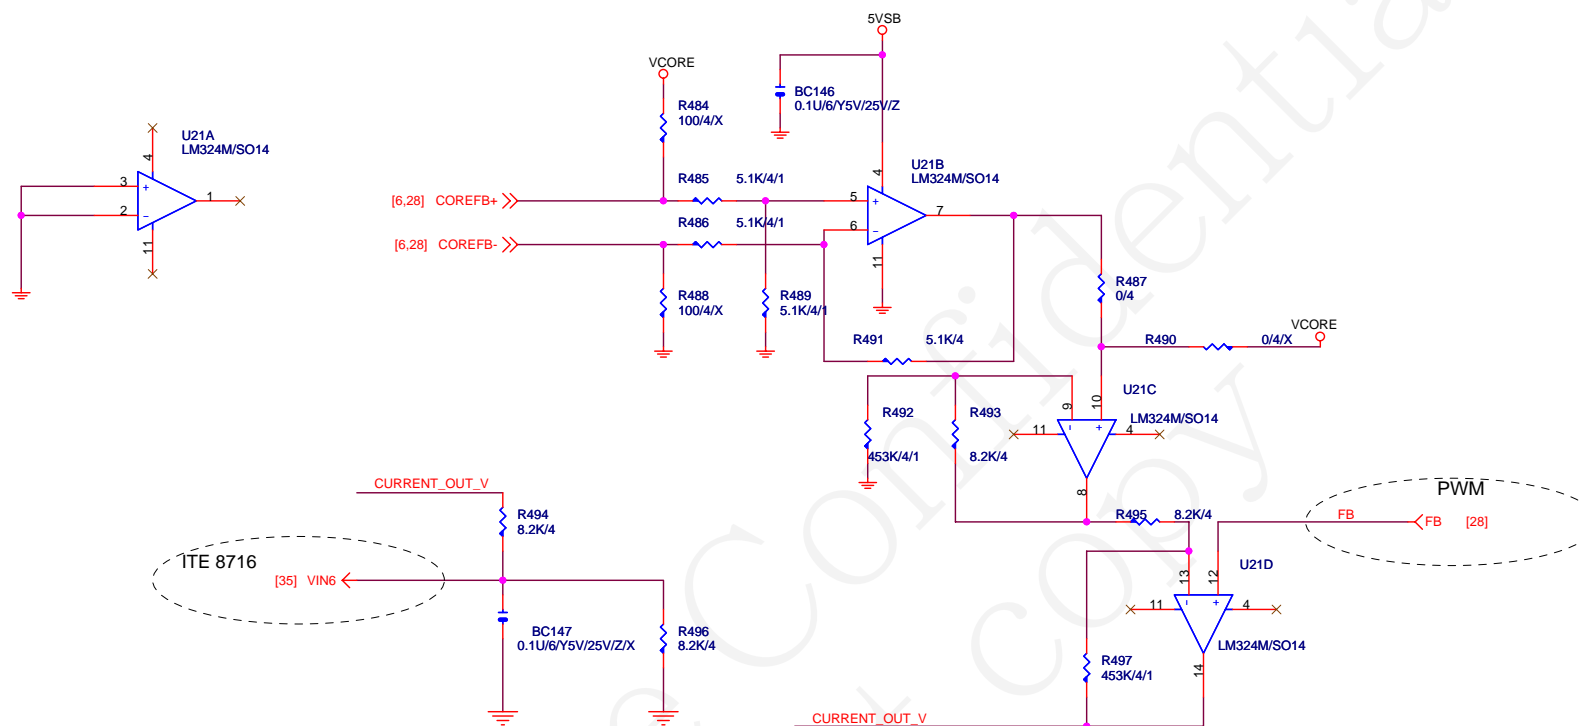 5VSB
VCORE
BC146
0.1U/6/Y5V/25V/Z
R484
100/4/X
U21A
LM324M/SO14
4
3
+
2
-
1
11
U21B
LM324M/SO14
4
[6,28] COREFB+
R485 5.1K/4/1
5
+
7
R486 5.1K/4/1
6
-
[6,28] COREFB-
11
R488
100/4/X
R489
5.1K/4/1
R487
0/4
R491 5.1K/4
R490 0/4/X
VCORE
U21C
LM324M/SO14
9
10
-
+
11
4
8
R492
453K/4/1
R493
8.2K/4
CURRENT_OUT_V
R494
8.2K/4
R495 8.2K/4
PWM
FB
FB [28]
ITE 8716
[35] VIN6
13
12
U21D
-
+
11
4
LM324M/SO14
14
BC147
0.1U/6/Y5V/25V/Z/X
R496
8.2K/4
R497
453K/4/1
CURRENT_OUT_V
Confidential
copy